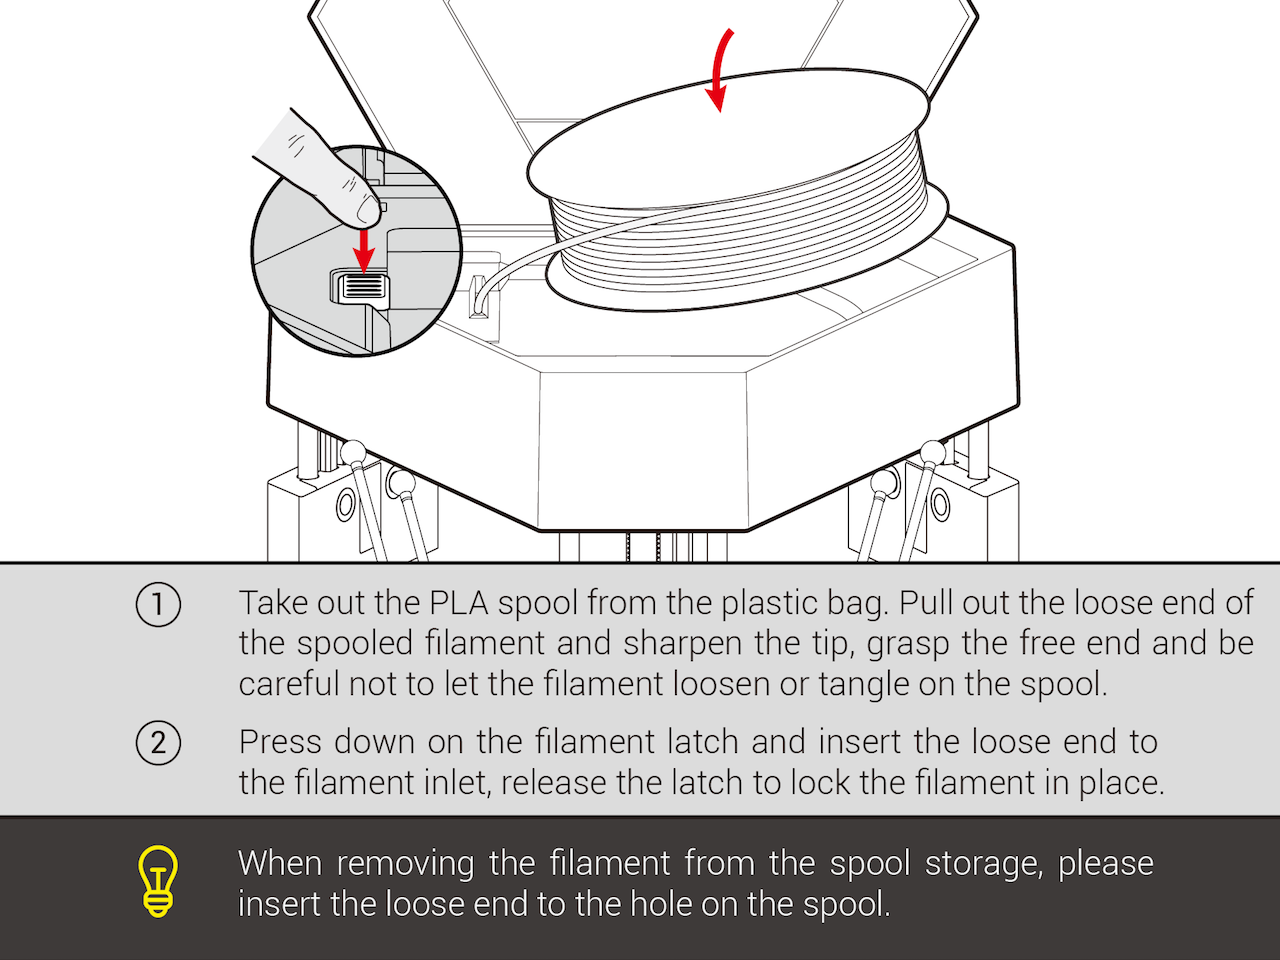 1 Take out the PLA spool from the plastic bag. Pull out the loose end of
the spooled filament and sharpen the tip, grasp the free end and be
careful not to let the filament loosen or tangle on the spool.
2 Press down on the filament latch and insert the loose end to
the filament inlet, release the latch to lock the filament in place.
When removing the filament from the spool storage, please
insert the loose end to the hole on the spool.